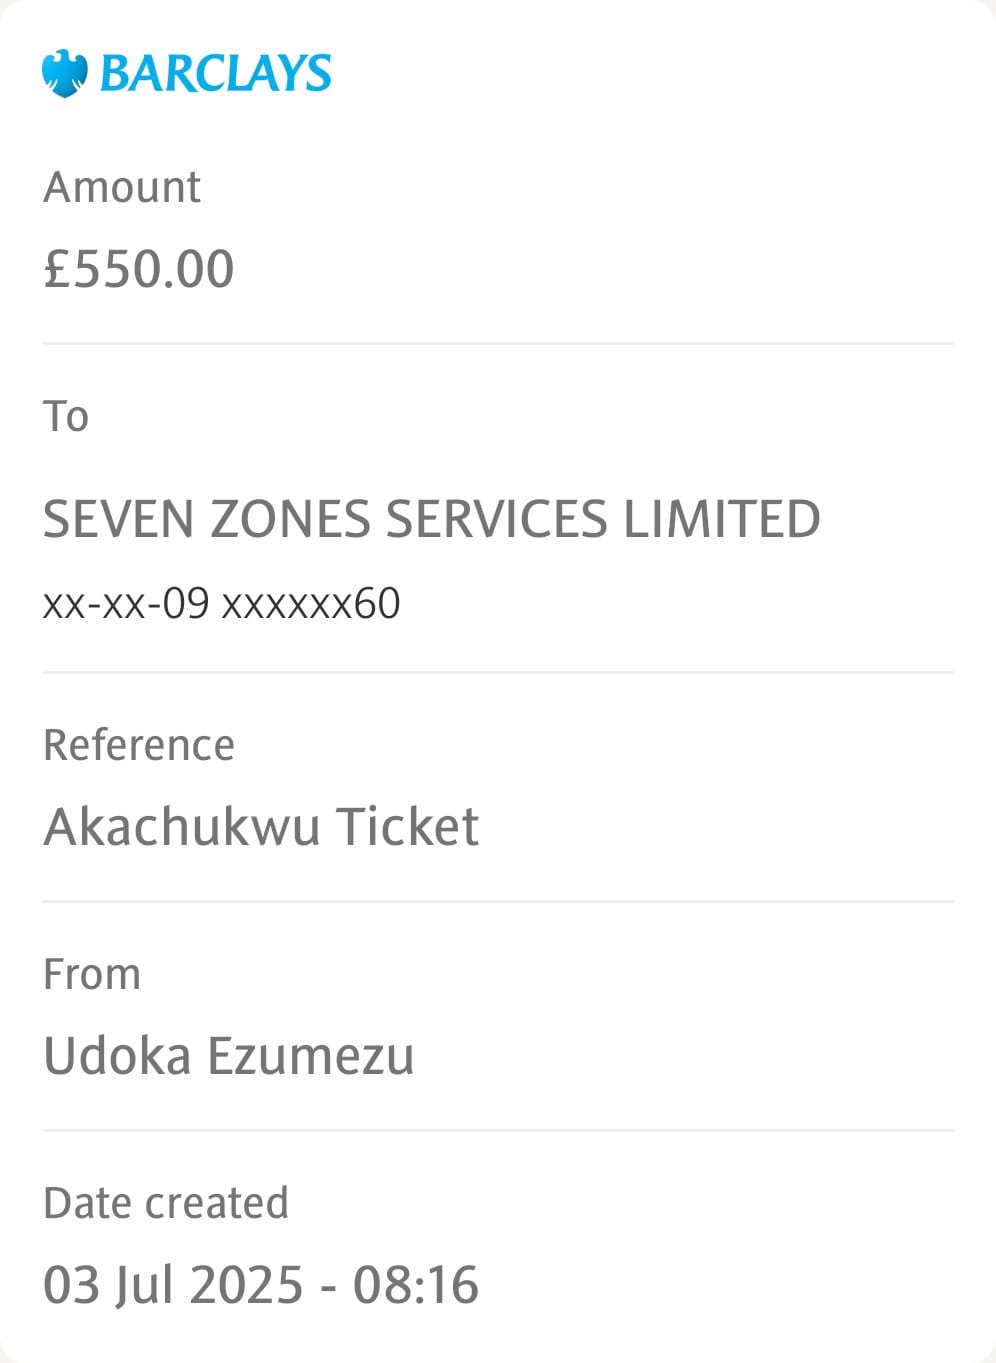 BARCLAYS
Amount
£550.00
To
SEVEN ZONES SERVICES LIMITED
xx-xx-09 xxxxxx60
Reference
Akachukwu Ticket
From
Udoka Ezumezu
Date created
03 Jul 2025 - 08:16